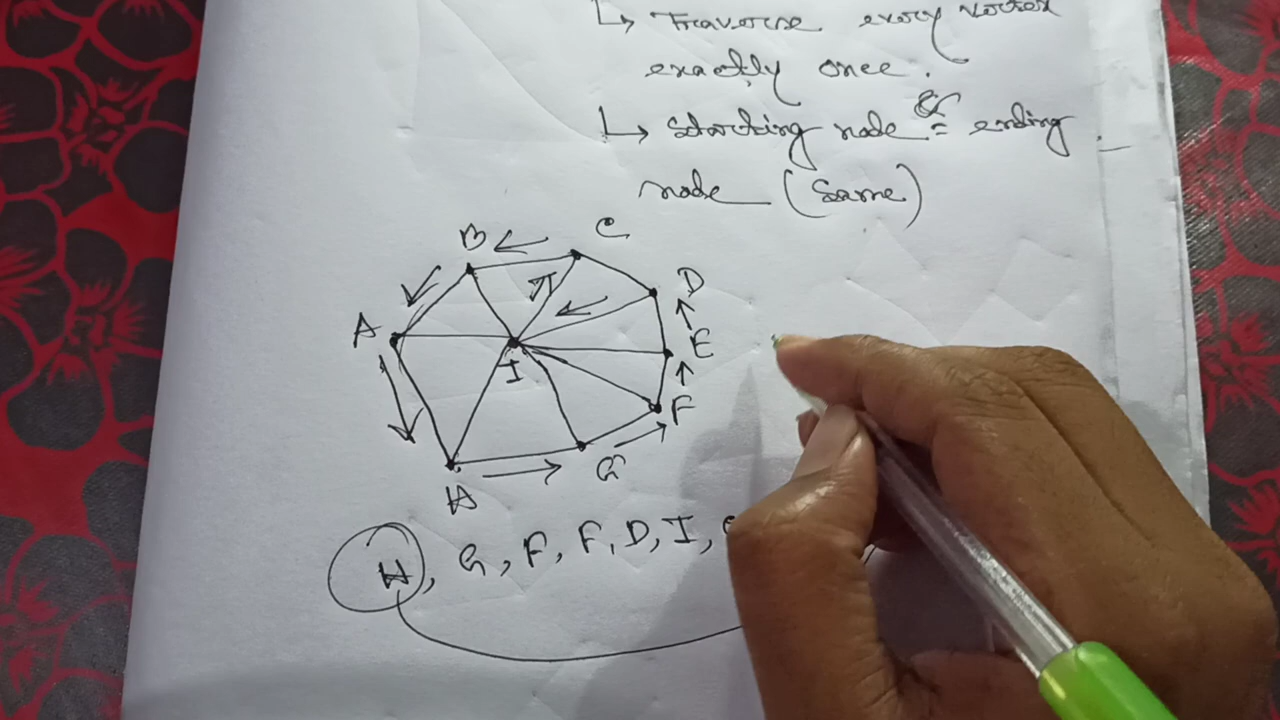 ↳ Traverse every vertex
exactly once.
↳ Starting node & = ending
node (Same)
B C
A D
I E
F
H G
H, G, F, F, D, I, C